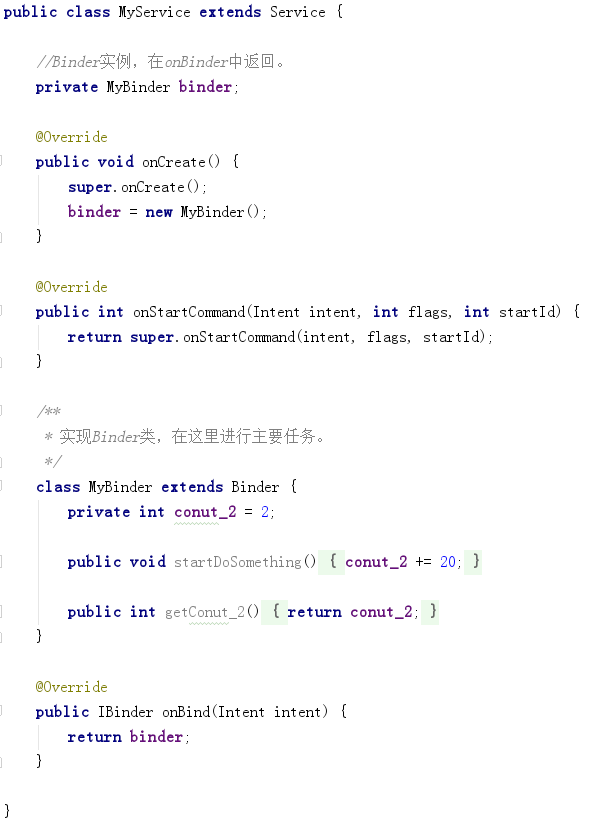 public class MyService extends Service {
//Binder实例，在onBinder中返回。
private MyBinder binder;
@Override
public void onCreate() {
super.onCreate();
binder = new MyBinder();
}
@Override
public int onStartCommand(Intent intent, int flags, int startId) {
return super.onStartCommand(intent, flags, startId);
}
/**
* 实现Binder类，在这里进行主要任务。
*/
class MyBinder extends Binder {
private int conut_2 = 2;
public void startDoSomething() { conut_2 += 20; }
public int getConut_2() { return conut_2; }
}
@Override
public IBinder onBind(Intent intent) {
return binder;
}
}